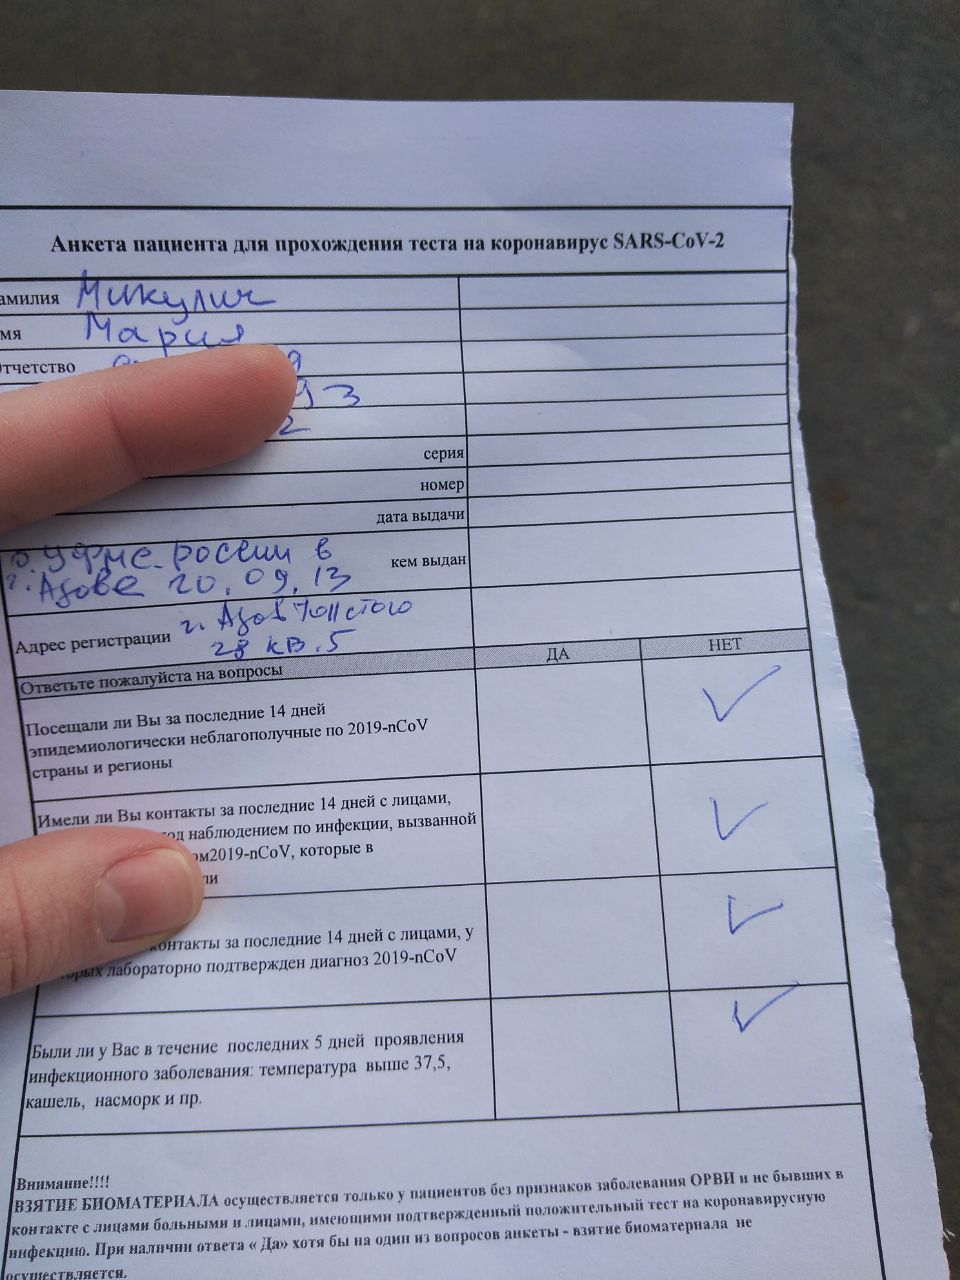 Анкета пациента для прохождения теста на коронавирус SARS-CoV-2
амилия Микулич
мя Мария
Отчетство
93
2
серия
номер
дата выдачи
о. УФМС россии в
г. Азове 20.09.13 кем выдан
Адрес регистрации г. Азов Толстого
28 кв. 5
Ответьте пожалуйста на вопросы ДА НЕТ
Посещали ли Вы за последние 14 дней
эпидемиологически неблагополучные по 2019-nCoV
страны и регионы
Имели ли Вы контакты за последние 14 дней с лицами,
од наблюдением по инфекции, вызванной
ом2019-nCoV, которые в
ли
контакты за последние 14 дней с лицами, у
орых лабораторно подтвержден диагноз 2019-nCoV
Были ли у Вас в течение последних 5 дней проявления
инфекционного заболевания: температура выше 37,5,
кашель, насморк и пр.
Внимание!!!!
ВЗЯТИЕ БИОМАТЕРИАЛА осуществляется только у пациентов без признаков заболевания ОРВИ и не бывших в
контакте с лицами больными и лицами, имеющими подтвержденный положительный тест на коронавирусную
инфекцию. При наличии ответа « Да» хотя бы на один из вопросов анкеты - взятие биоматериала не
осуществляется.